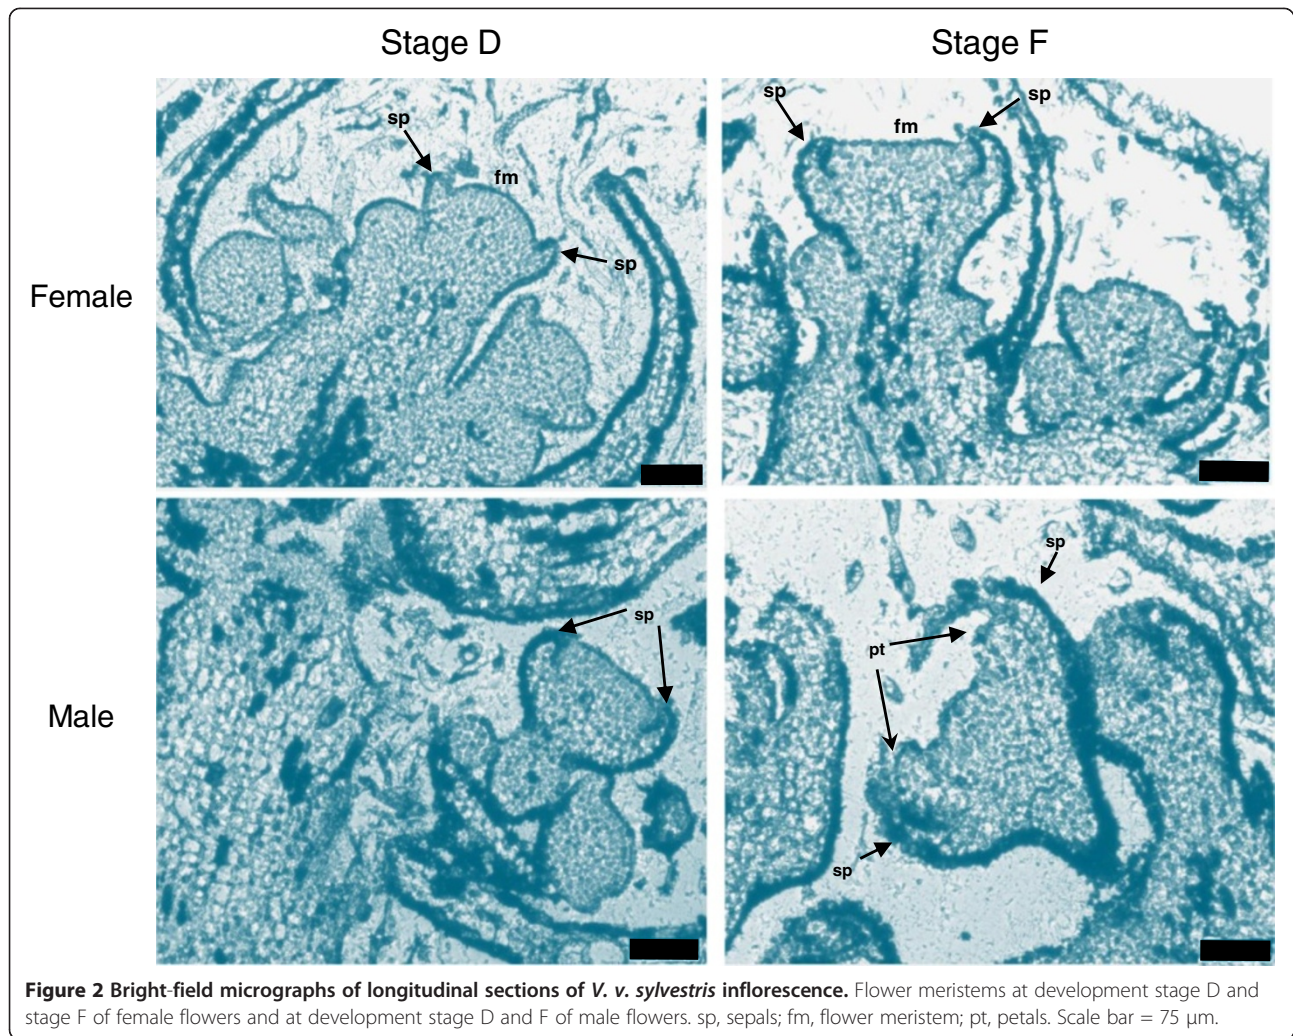 Stage D
Stage F
sp
fm
sp
sp
fm
sp
Female
sp
sp
pt
sp
Male
Figure 2 Bright-field micrographs of longitudinal sections of V. v. sylvestris inflorescence. Flower meristems at development stage D and
stage F of female flowers and at development stage D and F of male flowers. sp, sepals; fm, flower meristem; pt, petals. Scale bar = 75 μm.